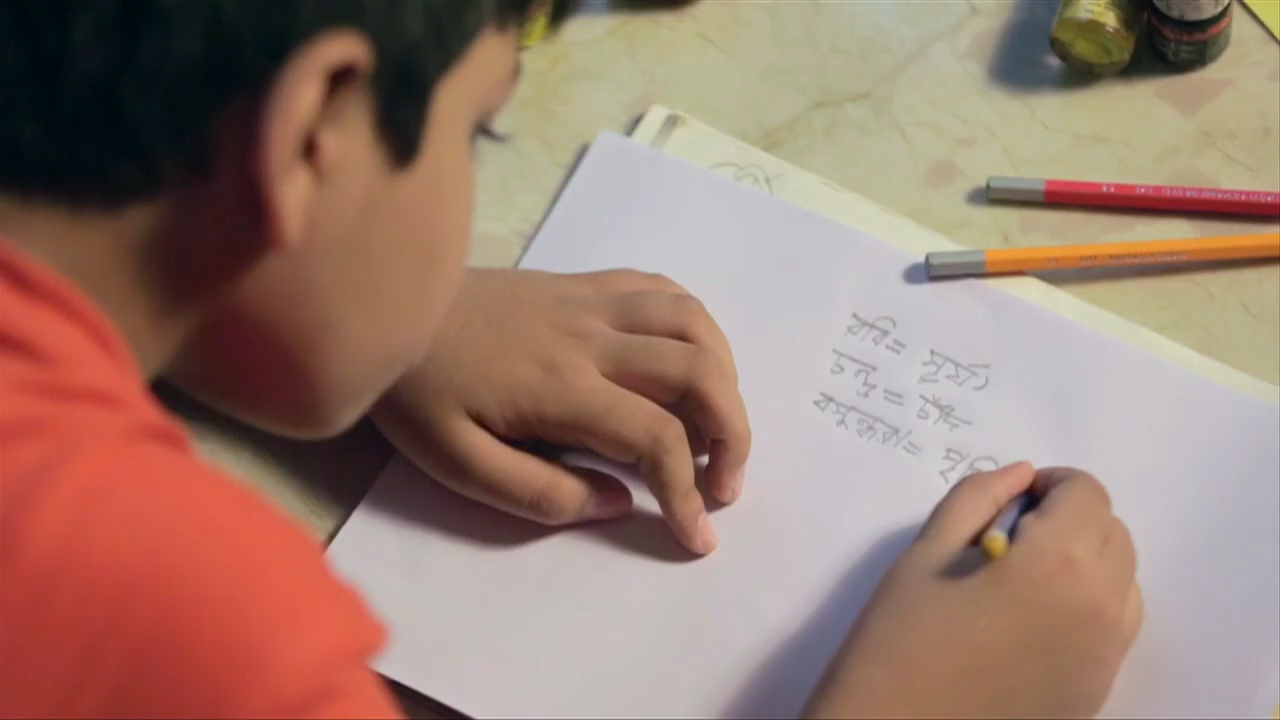 রবি = সূর্য,
চন্দ্র = চাঁদ
বসুন্ধরা =